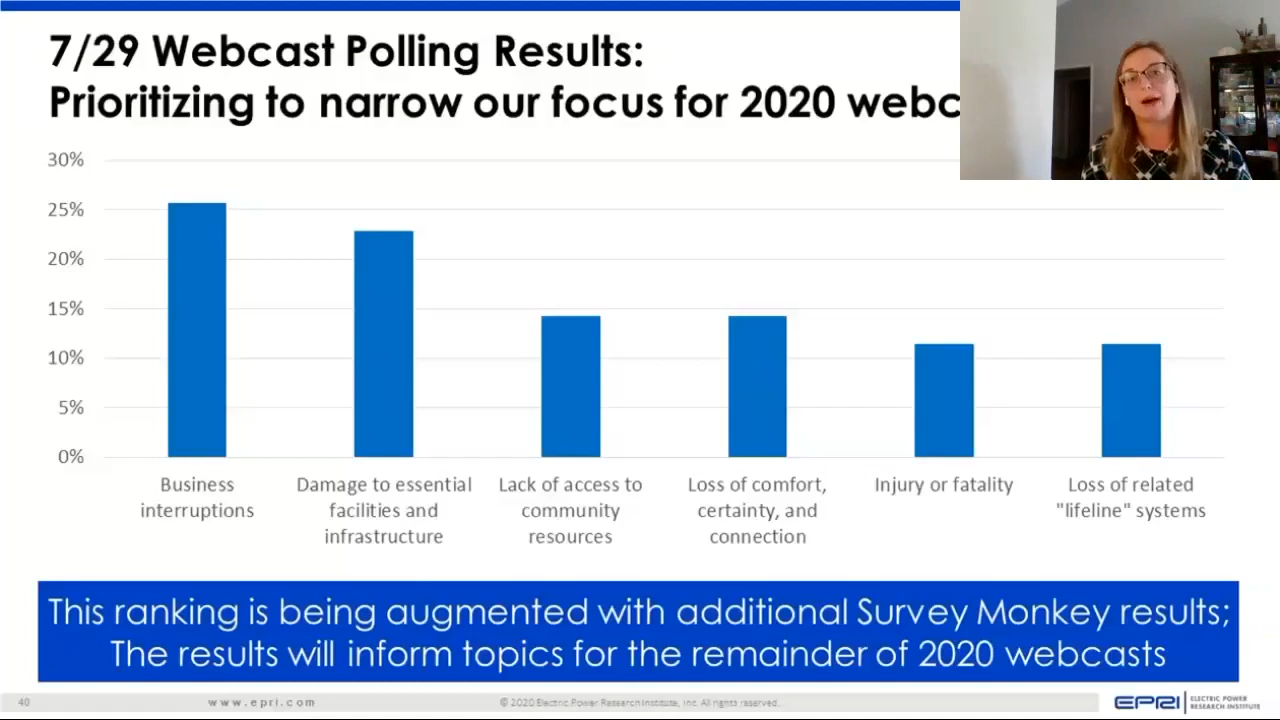 7/29 Webcast Polling Results:
Prioritizing to narrow our focus for 2020 webc
30%
25%
20%
15%
10%
5%
0%
Business
interruptions
Damage to essential
facilities and
infrastructure
Lack of access to
community
resources
Loss of comfort,
certainty, and
connection
Injury or fatality
Loss of related
"lifeline" systems
This ranking is being augmented with additional Survey Monkey results;
The results will inform topics for the remainder of 2020 webcasts
40
www.epri.com
© 2020 Electric Power Research Institute, Inc. All rights reserved.
EPRI
ELECTRIC POWER
RESEARCH INSTITUTE